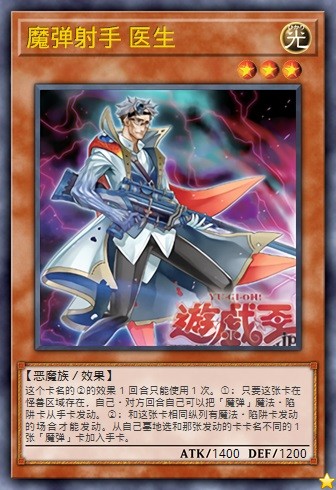 魔弹射手 医生
光
YU-GI-OH!
遊戯王
.jp
【恶魔族／效果】
这个卡名的②的效果1回合只能使用1次。①：只要这张卡在
怪兽区域存在，自己·对方回合自己可以把「魔弹」魔法·陷
阱卡从手卡发动。②：和这张卡相同纵列有魔法·陷阱卡发动
的场合才能发动。从自己墓地选和那张发动的卡卡名不同的1
张「魔弹」卡加入手卡。
ATK/1400 DEF/1200